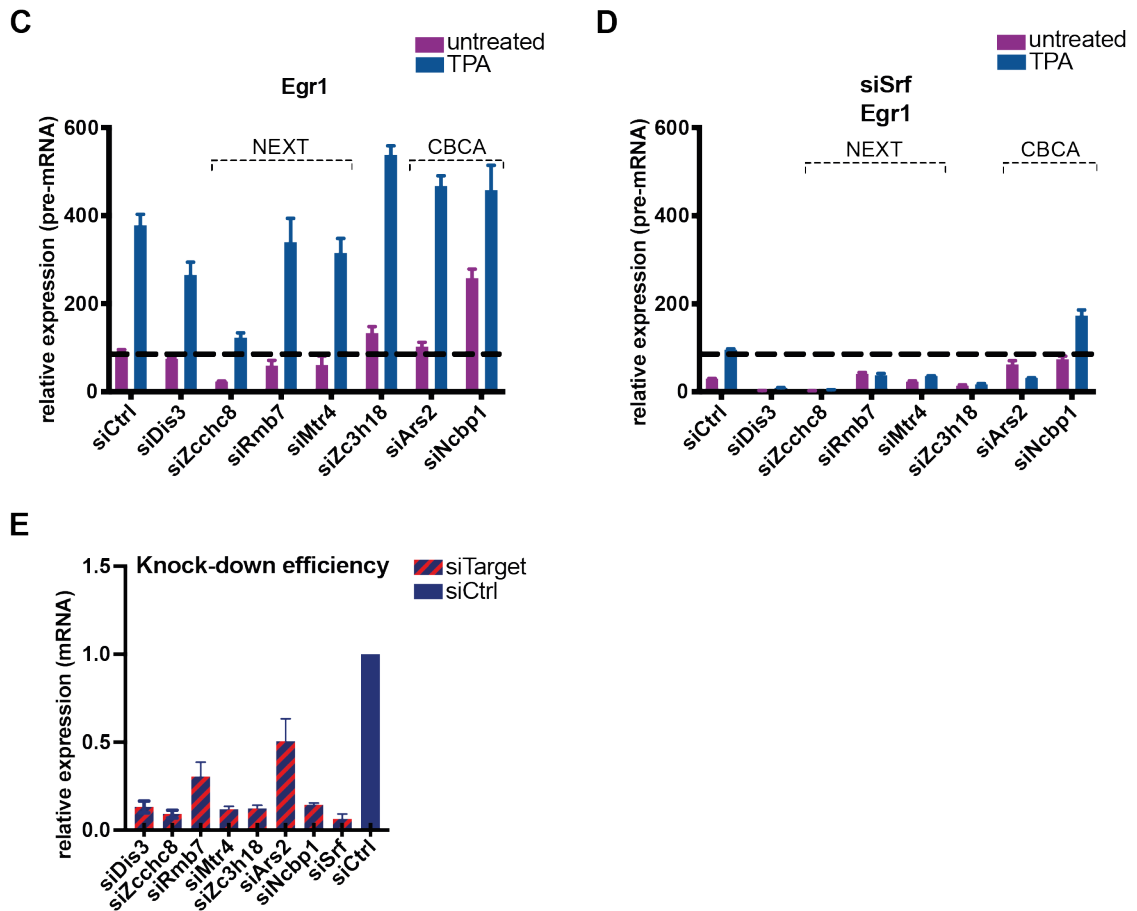 C
untreated
TPA
Egr1
NEXT
CBCA
relative expression (pre-mRNA)
600
400
200
0
siCtrl
siDis3
siZcchc8
siRmb7
siMtr4
siZc3h18
siArs2
siNcbp1
D
untreated
TPA
siSrf
Egr1
NEXT
CBCA
relative expression (pre-mRNA)
600
400
200
0
siCtrl
siDis3
siZcchc8
siRmb7
siMtr4
siZc3h18
siArs2
siNcbp1
E
Knock-down efficiency
siTarget
siCtrl
relative expression (mRNA)
1.5
1.0
0.5
0.0
siDis3
siZcchc8
siRmb7
siMtr4
siZc3h18
siArs2
siNcbp1
siSrf
siCtrl